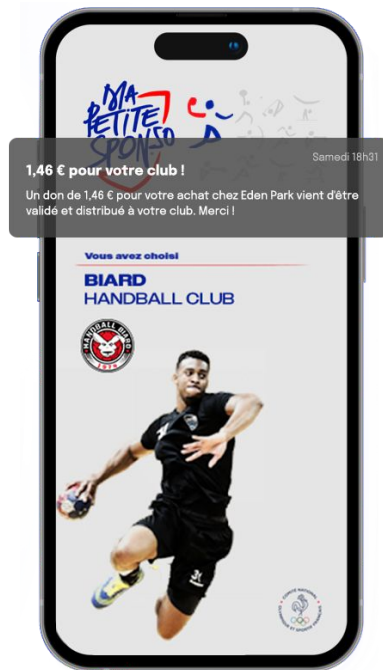 MA
PETITE
SPONSO
Samedi 18h31
1,46 € pour votre club !
Un don de 1,46 € pour votre achat chez Eden Park vient d'être
validé et distribué à votre club. Merci !
Vous avez choisi
BIARD
HANDBALL CLUB
HANDBALL BIARD
1974